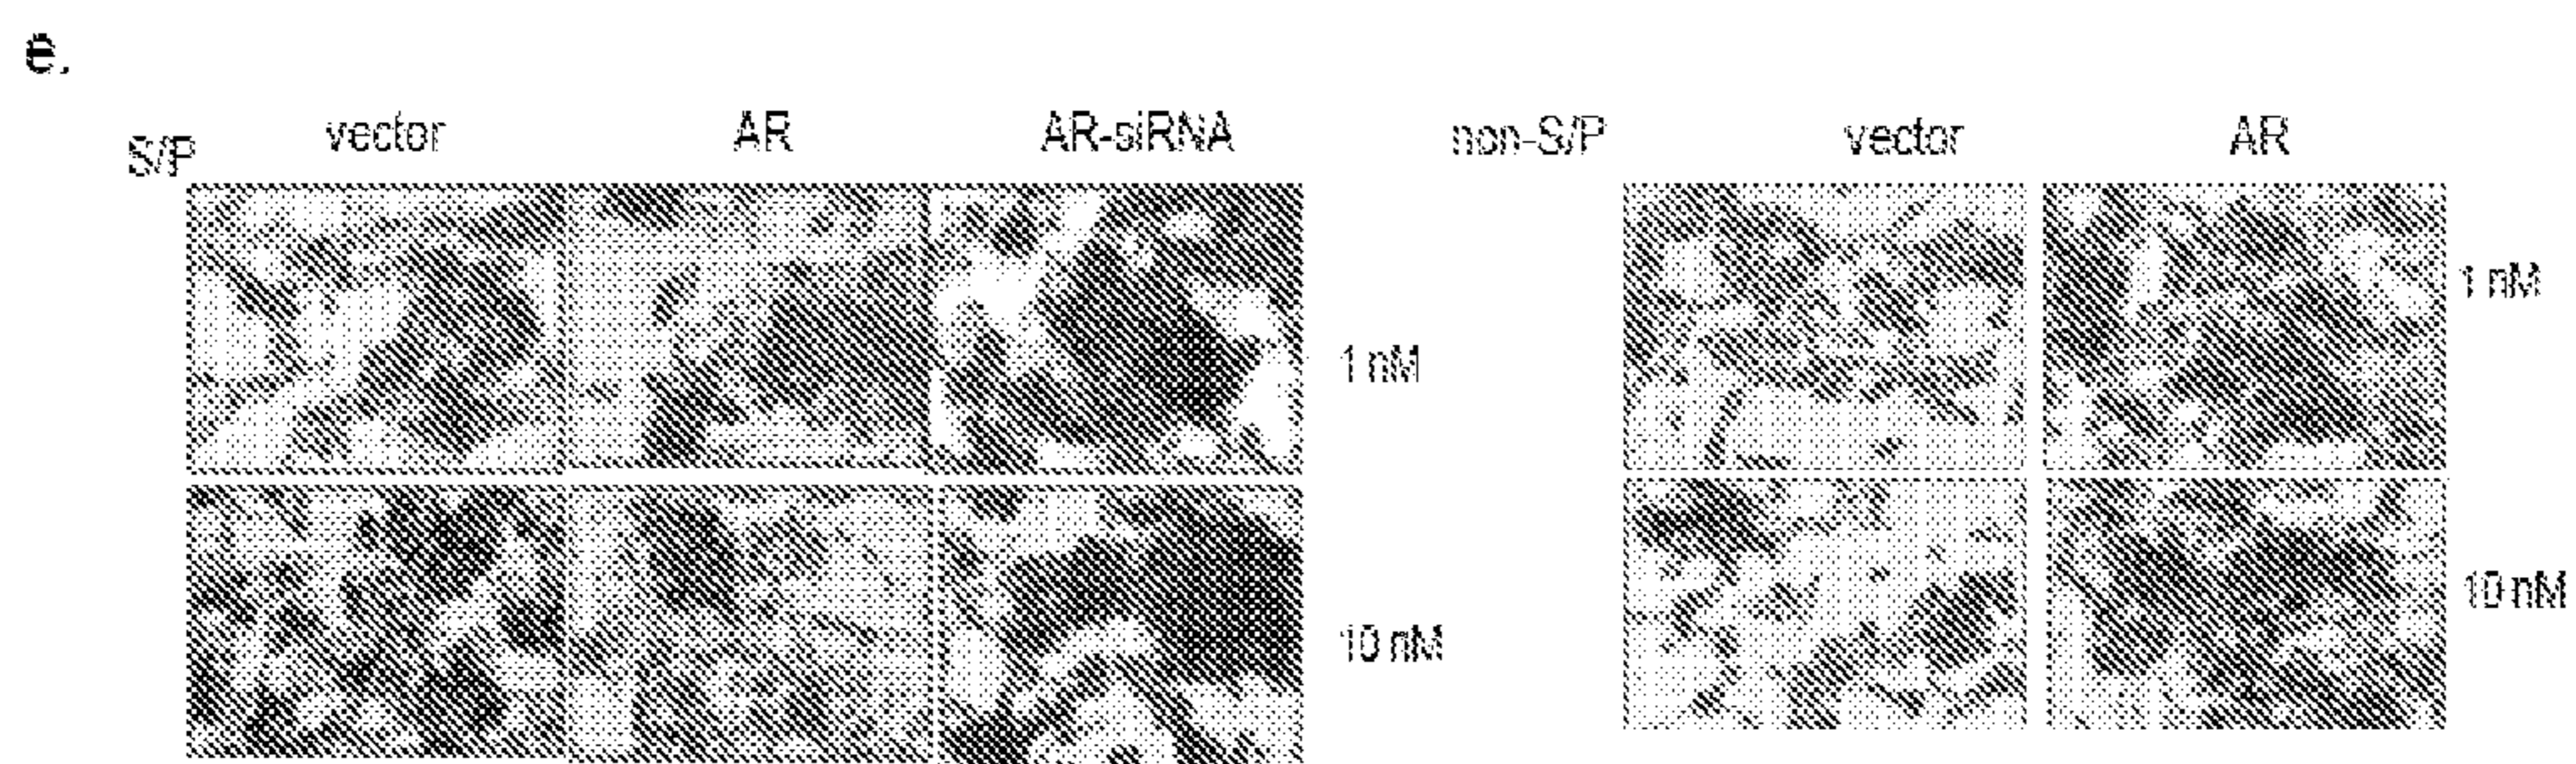 e.
S/P vector AR AR-siRNA non-S/P vector AR
1 nM 1 nM
10 nM 10 nM